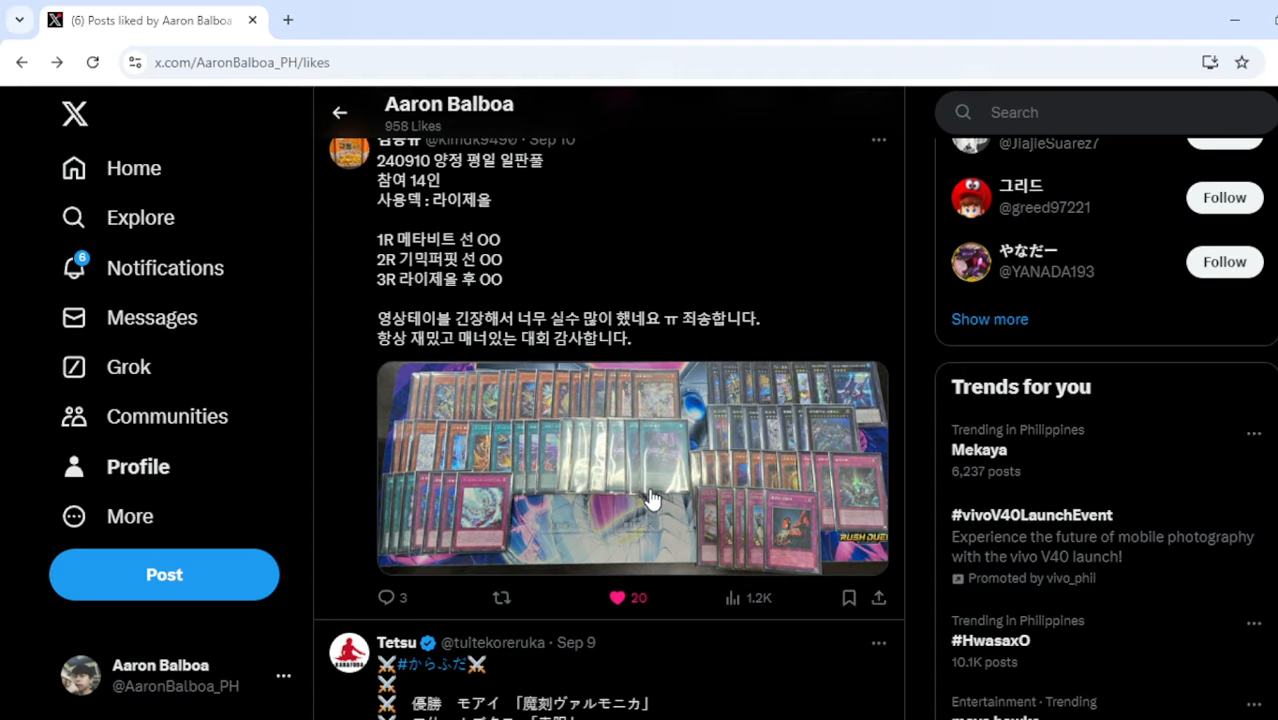 (6) Posts liked by Aaron Balboa
x.com/AaronBalboa_PH/likes
Home
Explore
6
Notifications
Messages
Grok
Communities
Profile
More
Post
Aaron Balboa
@AaronBalboa_PH
Aaron Balboa
958 Likes
@kimdk9490 · Sep 10
240910 양정 평일 일판풀
참여 14인
사용덱 : 라이제올
1R 메타비트 선 OO
2R 기믹퍼핏 선 OO
3R 라이제올 후 OO
영상테이블 긴장해서 너무 실수 많이 했네요 ㅠ 죄송합니다.
항상 재밌고 매너있는 대회 감사합니다.
RUSH DUEL
3
20
1.2K
Tetsu @tuitekoreruka · Sep 9
⚔️#からふだ⚔️
⚔️
⚔️ 優勝 モアイ 「魔刻ヴァルモニカ」
Search
@JiajieSuarez7
그리드
@greed97221
Follow
やなだー
@YANADA193
Follow
Show more
Trends for you
Trending in Philippines
Mekaya
6,237 posts
#vivoV40LaunchEvent
Experience the future of mobile photography
with the vivo V40 launch!
Promoted by vivo_phil
Trending in Philippines
#HwasaxO
10.1K posts
Entertainment · Trending